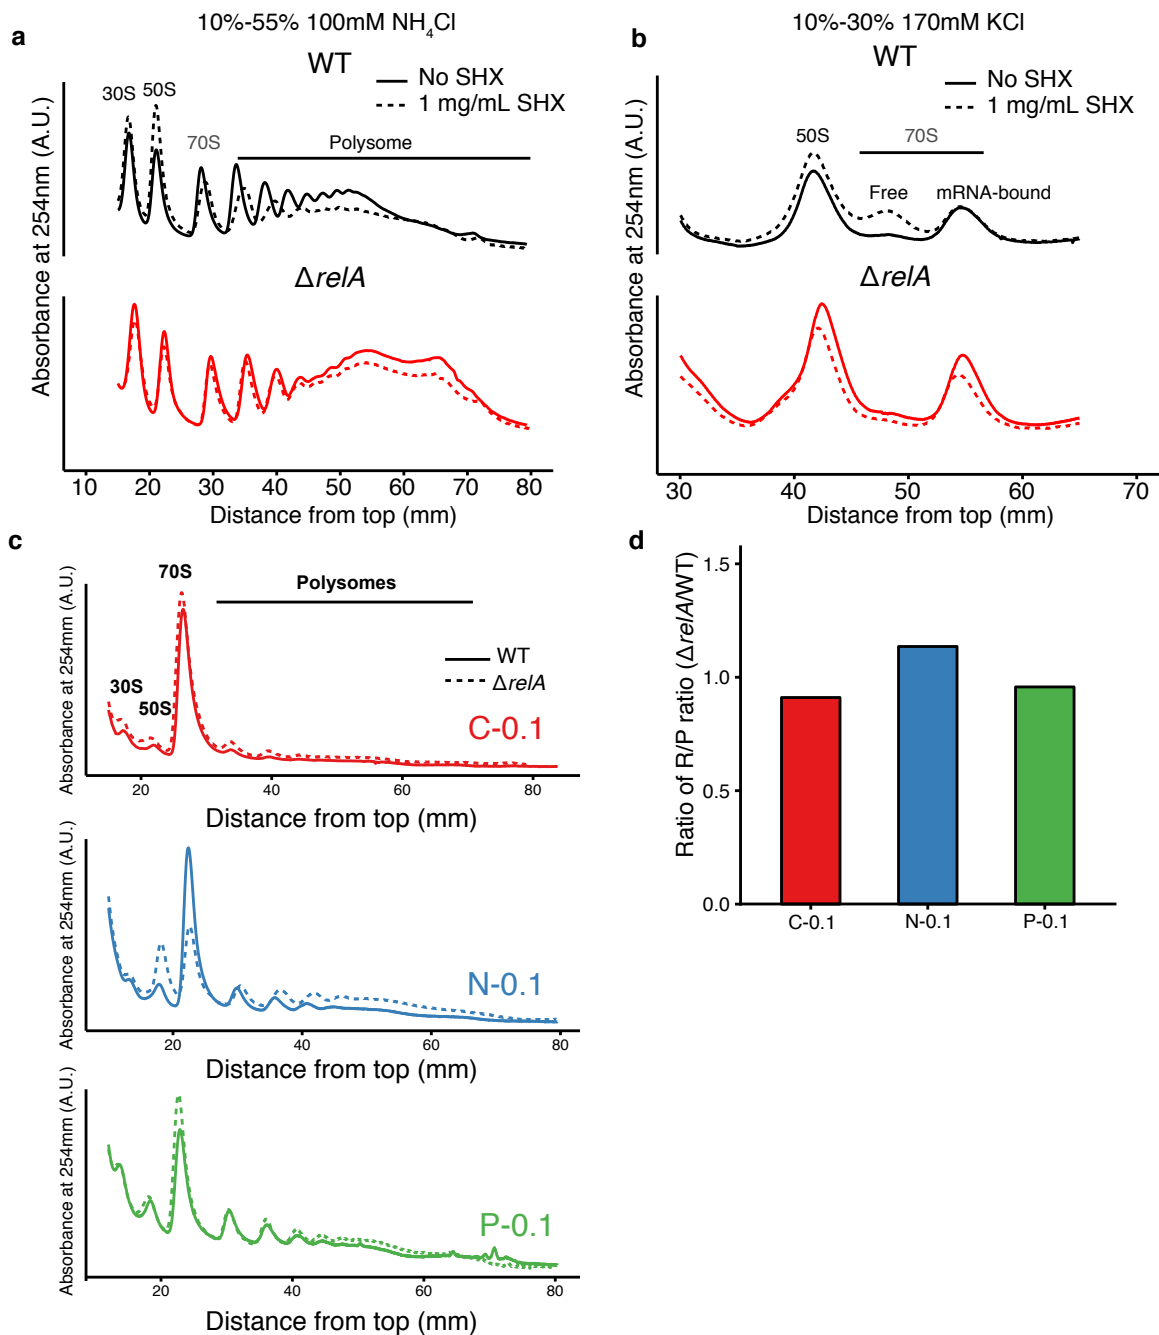 a
10%-55% 100mM NH4Cl
WT
No SHX
1 mg/mL SHX
30S
50S
70S
Polysome
ΔrelA
Absorbance at 254nm (A.U.)
10 20 30 40 50 60 70 80
Distance from top (mm)
b
10%-30% 170mM KCl
WT
No SHX
1 mg/mL SHX
50S
70S
Free
mRNA-bound
ΔrelA
Absorbance at 254nm (A.U.)
30 40 50 60 70
Distance from top (mm)
c
70S
Polysomes
WT
ΔrelA
30S
50S
C-0.1
Absorbance at 254mm (A.U.)
20 40 60 80
Distance from top (mm)
N-0.1
Absorbance at 254mm (A.U.)
20 40 60 80
Distance from top (mm)
P-0.1
Absorbance at 254mm (A.U.)
20 40 60 80
Distance from top (mm)
d
Ratio of R/P ratio (ΔrelA/WT)
1.5
1.0
0.5
0.0
C-0.1 N-0.1 P-0.1